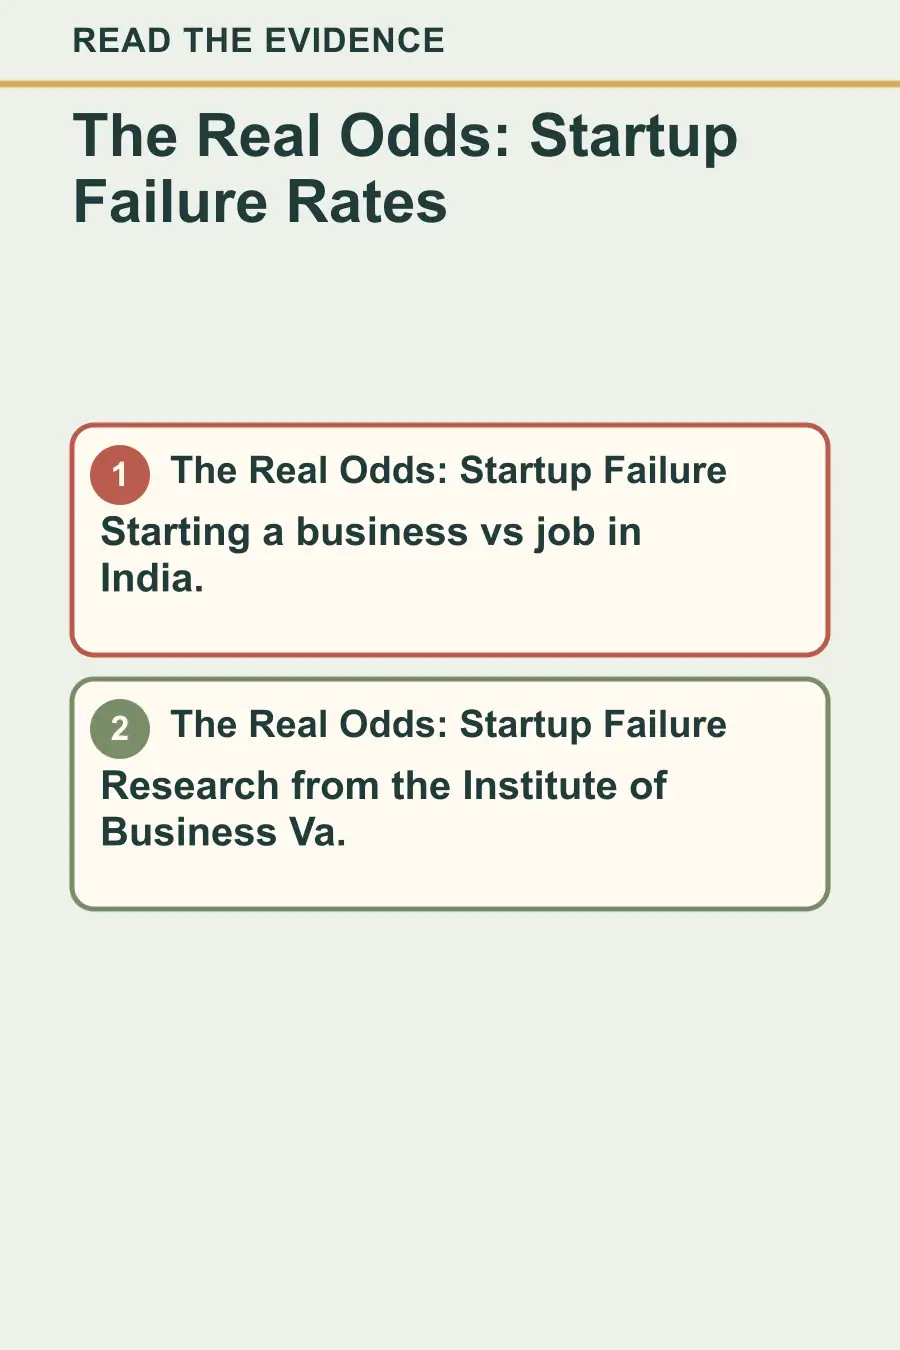 READ THE EVIDENCE
The Real Odds: Startup
Failure Rates
1 The Real Odds: Startup Failure
Starting a business vs job in
India.
2 The Real Odds: Startup Failure
Research from the Institute of
Business Va.